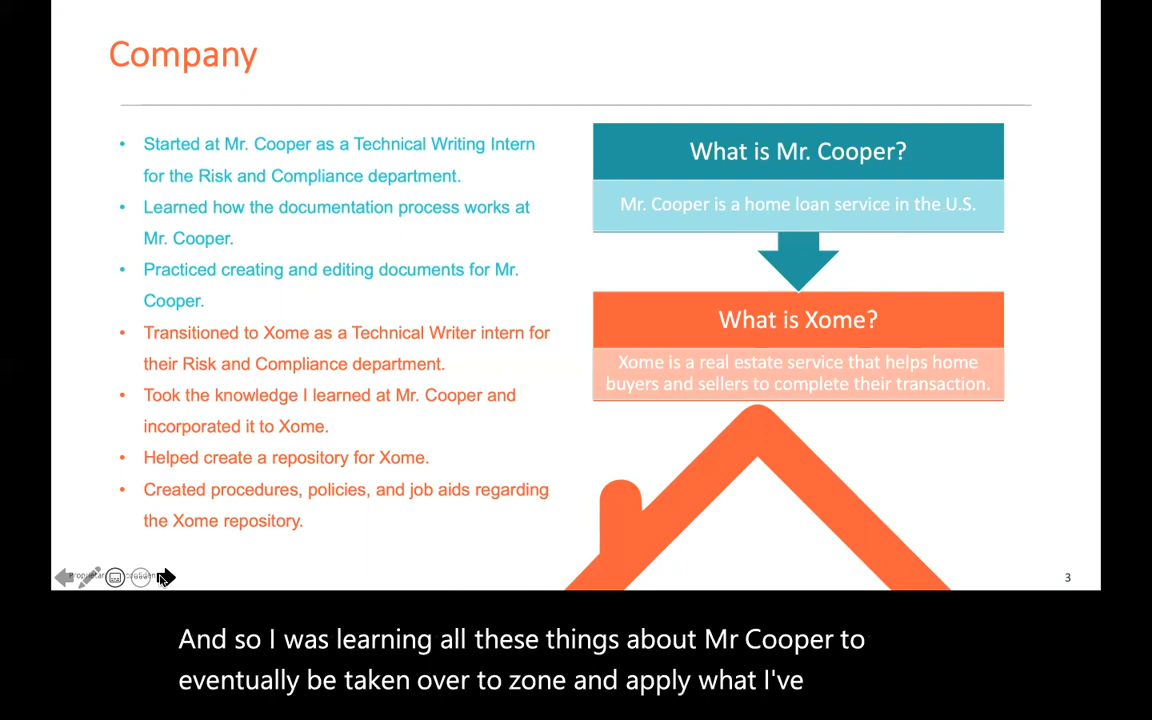 Company
• Started at Mr. Cooper as a Technical Writing Intern
for the Risk and Compliance department.
• Learned how the documentation process works at
Mr. Cooper.
• Practiced creating and editing documents for Mr.
Cooper.
• Transitioned to Xome as a Technical Writer intern for
their Risk and Compliance department.
• Took the knowledge I learned at Mr. Cooper and
incorporated it to Xome.
• Helped create a repository for Xome.
• Created procedures, policies, and job aids regarding
the Xome repository.
What is Mr. Cooper?
Mr. Cooper is a home loan service in the U.S.
What is Xome?
Xome is a real estate service that helps home
buyers and sellers to complete their transaction.
3
And so I was learning all these things about Mr Cooper to
eventually be taken over to zone and apply what I've